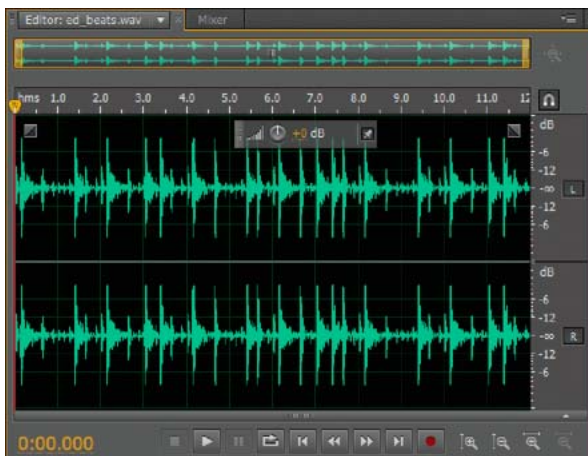 Editor: ed_beats.wav Mixer
hms 1.0 2.0 3.0 4.0 5.0 6.0 7.0 8.0 9.0 10.0 11.0 12
+0 dB
dB
-6
-12
-∞ L
-12
-6
dB
-6
-12
-∞ R
-12
-6
0:00.000